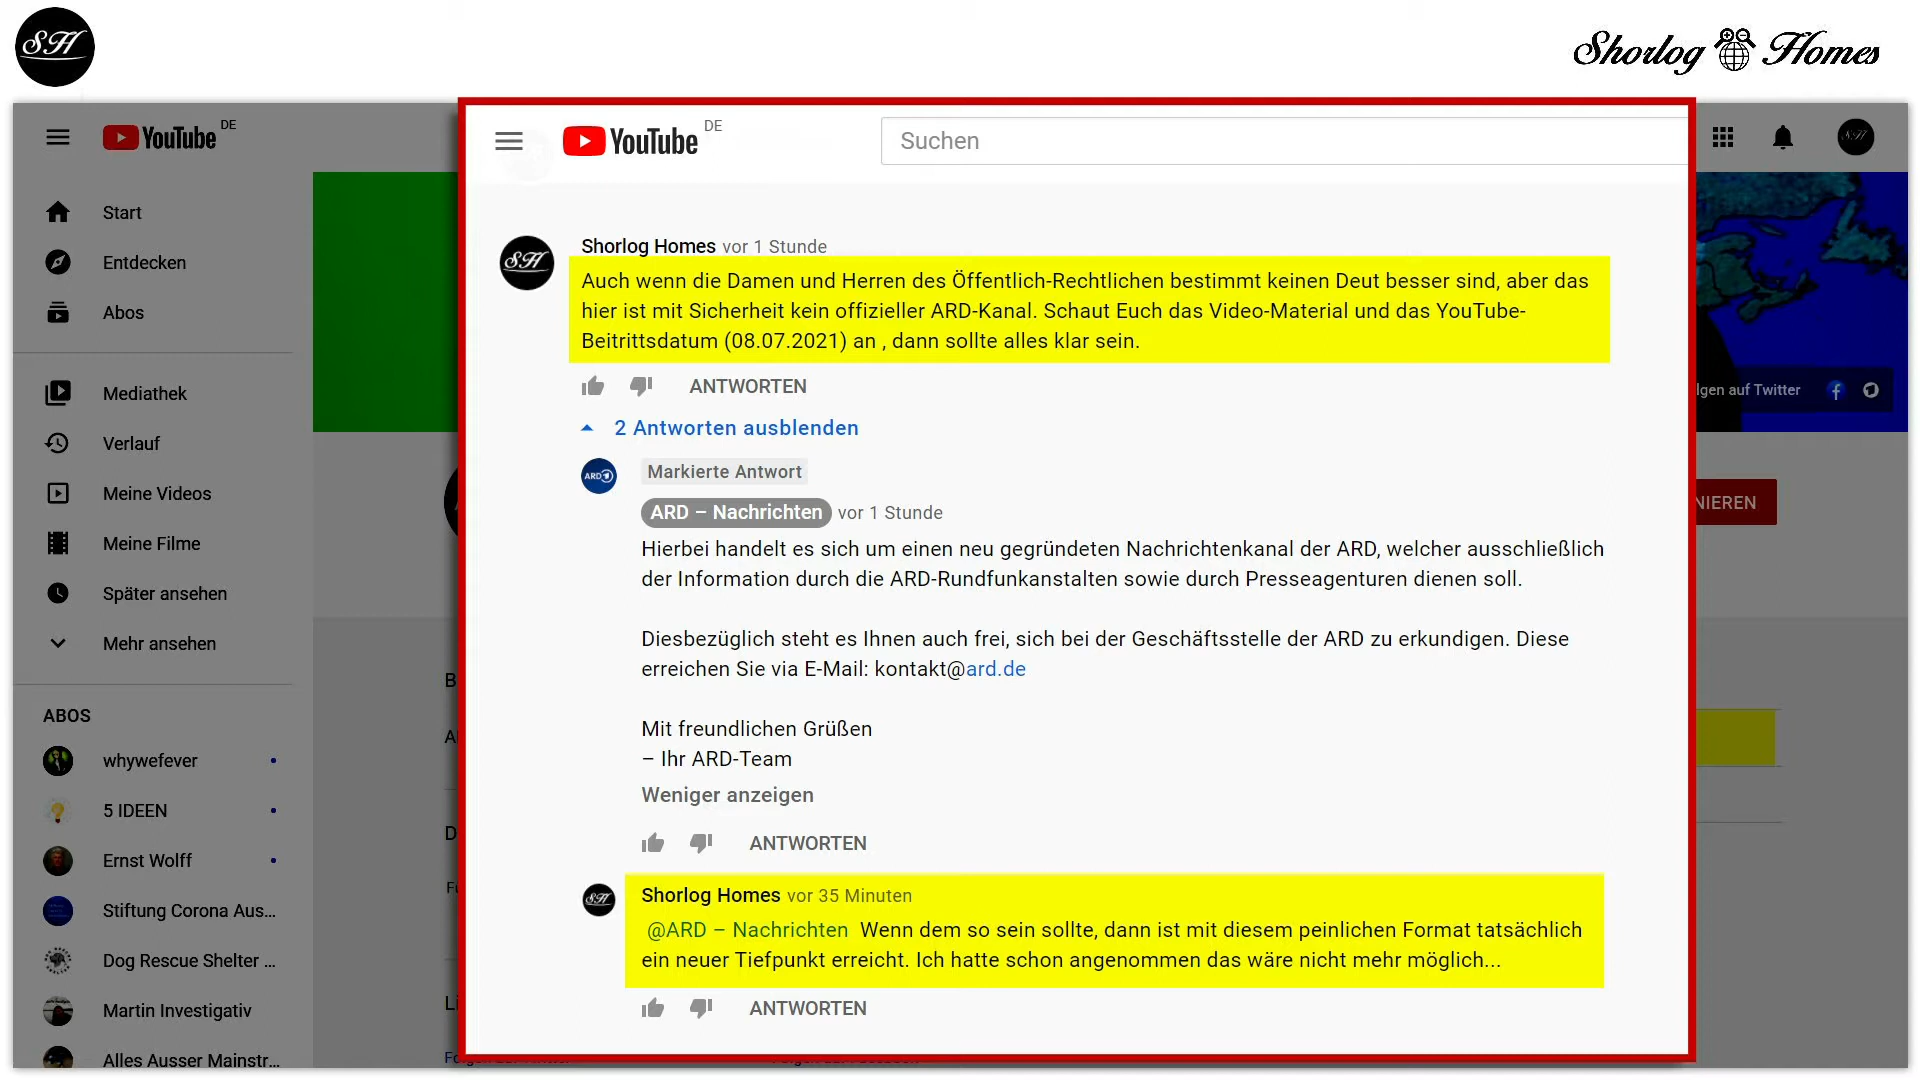 SH
Shorlog Homes
YouTube DE
Start
Entdecken
Abos
Mediathek
Verlauf
Meine Videos
Meine Filme
Später ansehen
Mehr ansehen
ABOS
whywefever
5 IDEEN
Ernst Wolff
Stiftung Corona Aus...
Dog Rescue Shelter ...
Martin Investigativ
Alles Ausser Mainstr...
YouTube DE
Suchen
SH
Shorlog Homes vor 1 Stunde
Auch wenn die Damen und Herren des Öffentlich-Rechtlichen bestimmt keinen Deut besser sind, aber das
hier ist mit Sicherheit kein offizieller ARD-Kanal. Schaut Euch das Video-Material und das YouTube-
Beitrittsdatum (08.07.2021) an , dann sollte alles klar sein.
ANTWORTEN
2 Antworten ausblenden
ARD
Markierte Antwort
ARD – Nachrichten vor 1 Stunde
Hierbei handelt es sich um einen neu gegründeten Nachrichtenkanal der ARD, welcher ausschließlich
der Information durch die ARD-Rundfunkanstalten sowie durch Presseagenturen dienen soll.
Diesbezüglich steht es Ihnen auch frei, sich bei der Geschäftsstelle der ARD zu erkundigen. Diese
erreichen Sie via E-Mail: kontakt@ard.de
Mit freundlichen Grüßen
– Ihr ARD-Team
Weniger anzeigen
ANTWORTEN
SH
Shorlog Homes vor 35 Minuten
@ARD – Nachrichten Wenn dem so sein sollte, dann ist mit diesem peinlichen Format tatsächlich
ein neuer Tiefpunkt erreicht. Ich hatte schon angenommen das wäre nicht mehr möglich...
ANTWORTEN
SH
lgen auf Twitter
NIEREN